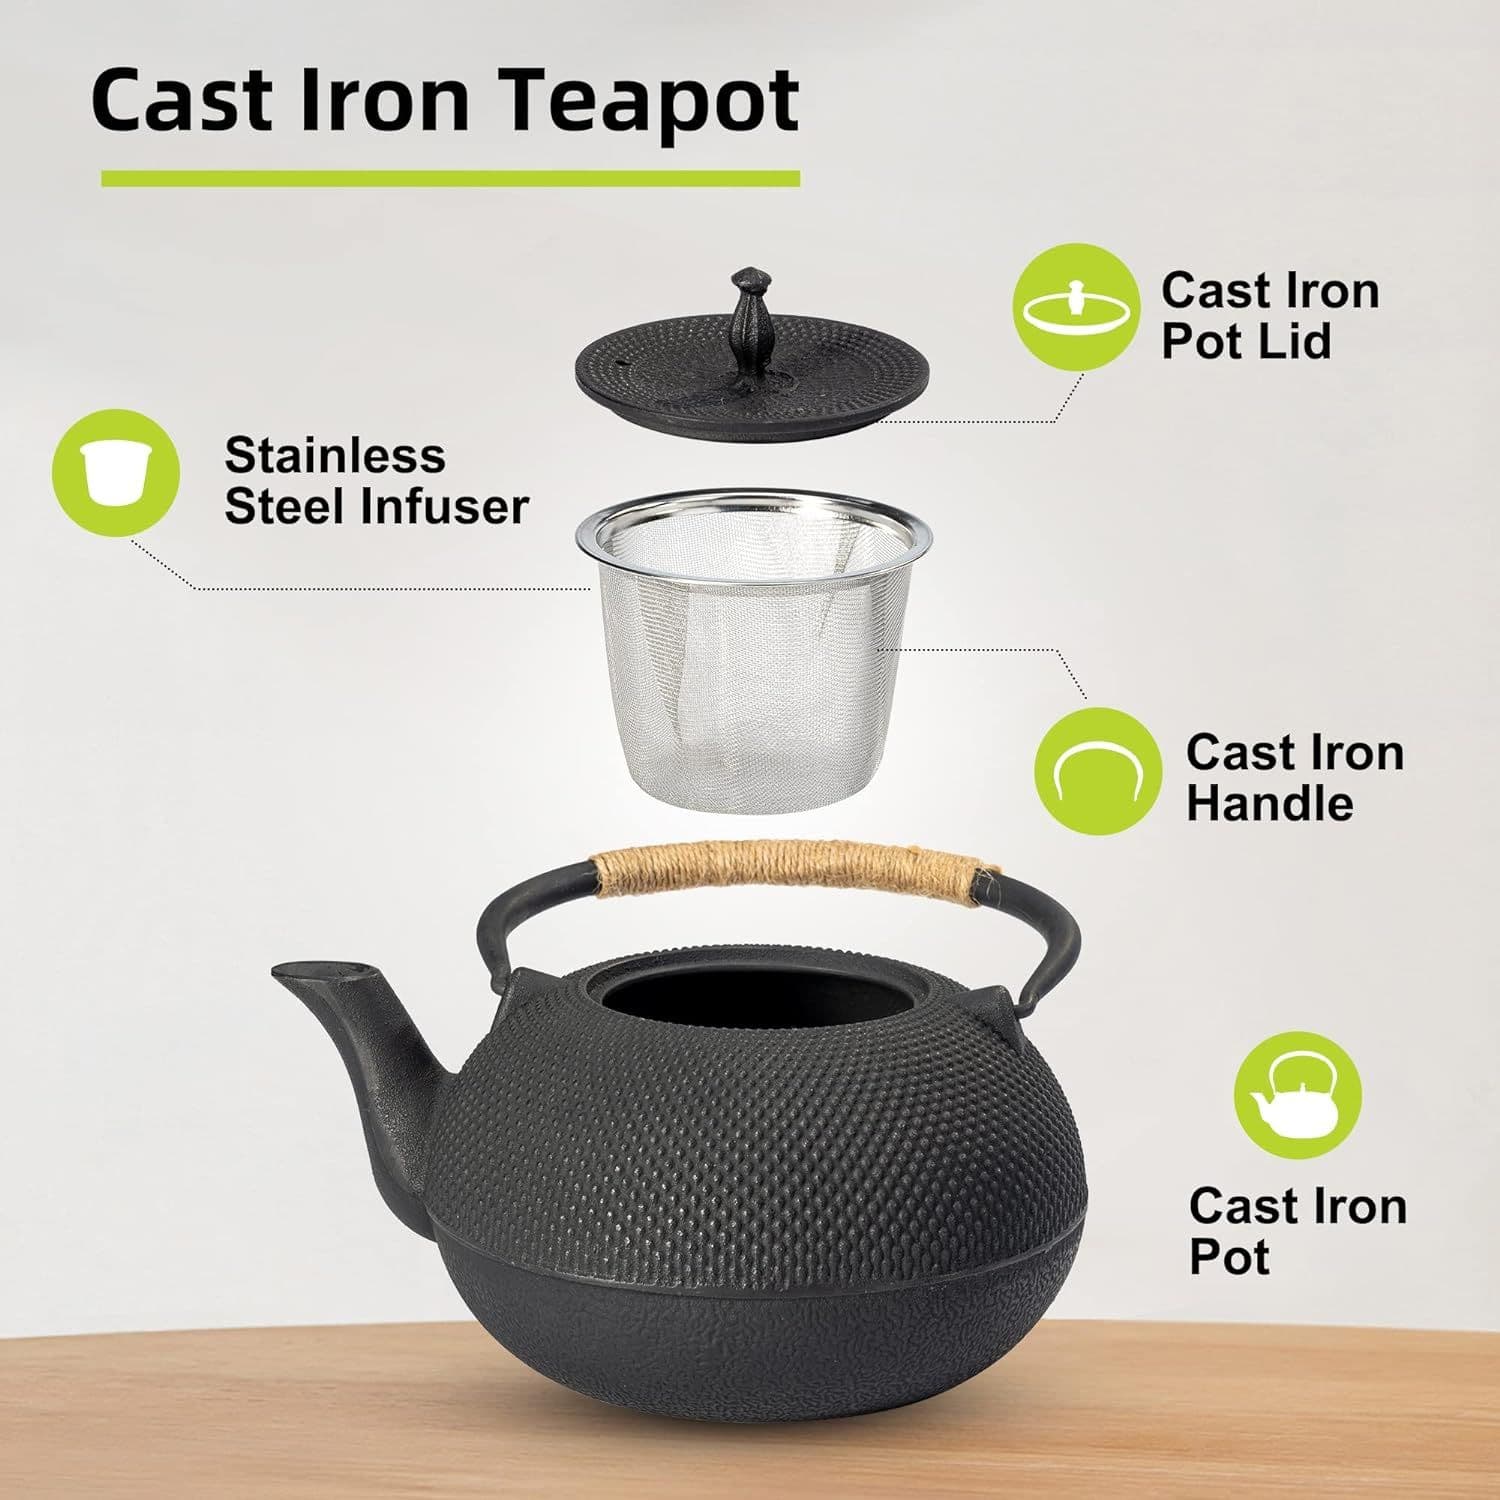 Cast Iron Teapot
Cast Iron
Pot Lid
Stainless
Steel Infuser
Cast Iron
Handle
Cast Iron
Pot